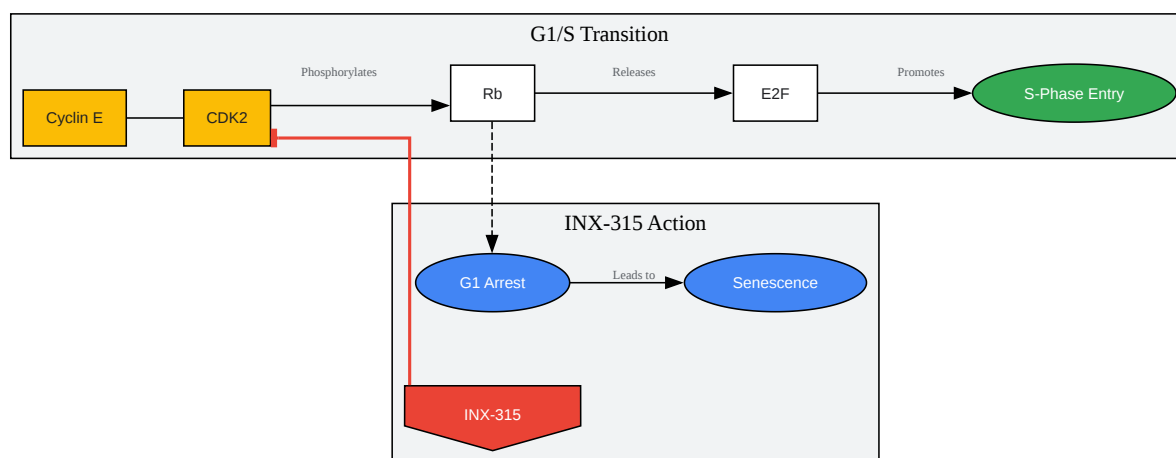 G1/S Transition
Phosphorylates
Releases
Promotes
Cyclin E
CDK2
Rb
E2F
S-Phase Entry
INX-315 Action
G1 Arrest
Leads to
Senescence
INX-315